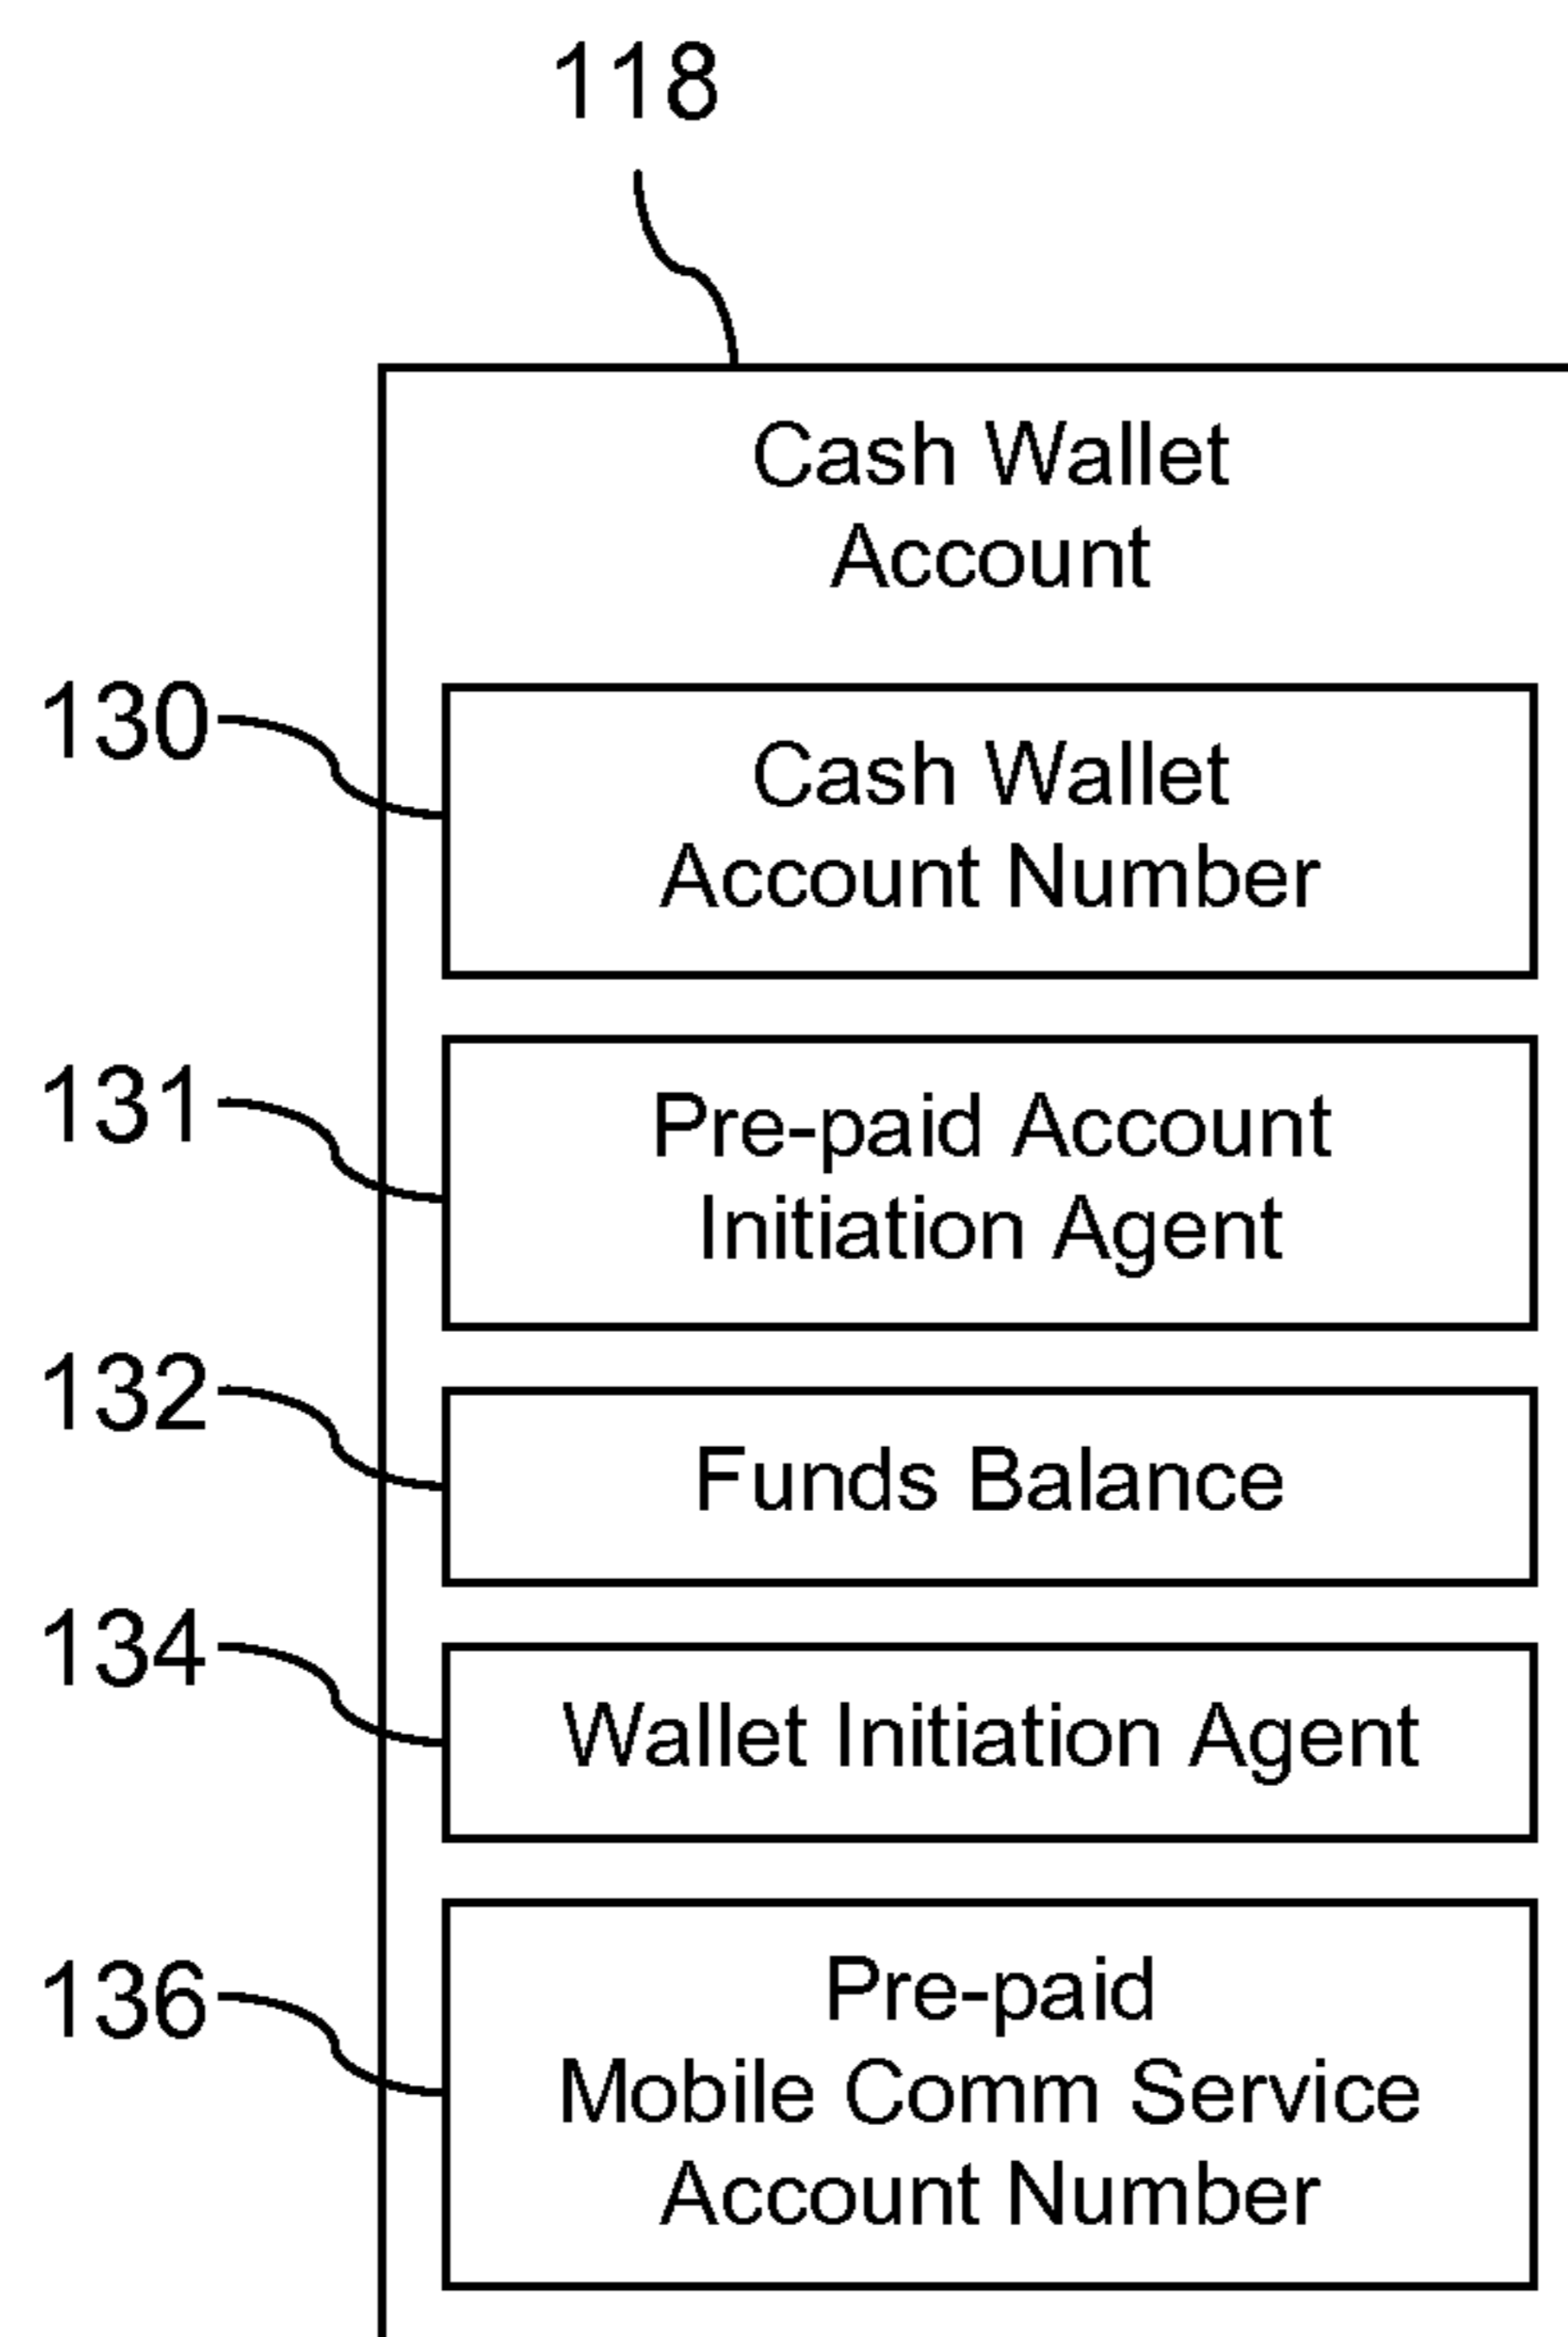 118
Cash Wallet
Account
130
Cash Wallet
Account Number
131
Pre-paid Account
Initiation Agent
132
Funds Balance
134
Wallet Initiation Agent
136
Pre-paid
Mobile Comm Service
Account Number